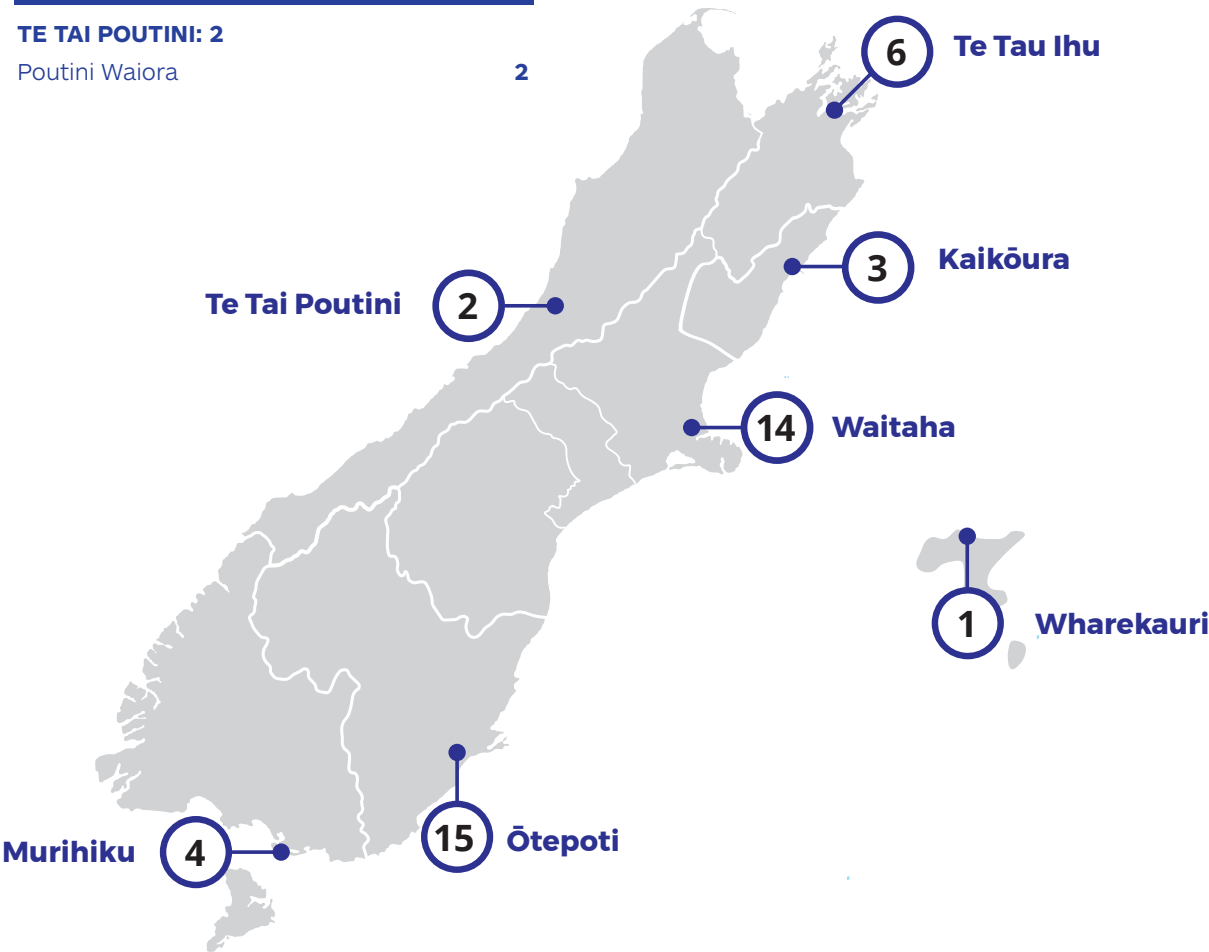 TE TAI POUTINI: 2
Poutini Waiora 2
6 Te Tau Ihu
3 Kaikōura
Te Tai Poutini 2
14 Waitaha
1 Wharekauri
15 Ōtepoti
Murihiku 4